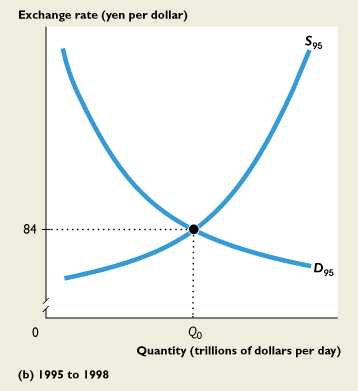 Exchange rate (yen per dollar)
S95
84
D95
0
Q0
Quantity (trillions of dollars per day)
(b) 1995 to 1998